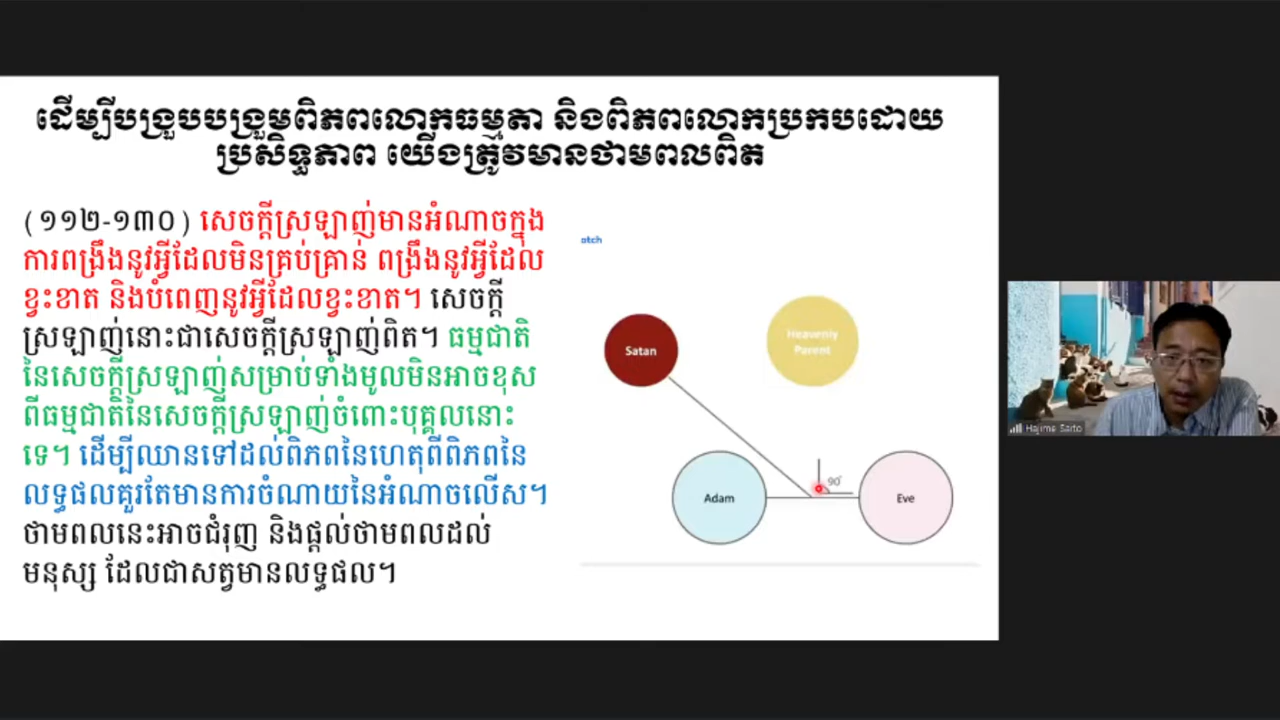 ដើម្បីបង្រួបបង្រួមពិភពលោកធម្មតា និងពិភពលោកប្រកបដោយ
ប្រសិទ្ធភាព យើងត្រូវមានថាមពលពិត
(១១២-១៣០) សេចក្តីស្រឡាញ់មានអំណាចក្នុង
ការពង្រឹងនូវអ្វីដែលមិនគ្រប់គ្រាន់ ពង្រឹងនូវអ្វីដែល
ខ្វះខាត និងបំពេញនូវអ្វីដែលខ្វះខាត។ សេចក្តី
ស្រឡាញ់នោះជាសេចក្តីស្រឡាញ់ពិត។ ធម្មជាតិ
នៃសេចក្តីស្រឡាញ់សម្រាប់ទាំងមូលមិនអាចខុស
ពីធម្មជាតិនៃសេចក្តីស្រឡាញ់ចំពោះបុគ្គលនោះ
ទេ។ ដើម្បីឈានទៅដល់ពិភពនៃហេតុពីពិភពនៃ
លទ្ធផលគួរតែមានការចំណាយនៃអំណាចលើស។
ថាមពលនេះអាចជំរុញ និងផ្តល់ថាមពលដល់
មនុស្ស ដែលជាសត្វមានលទ្ធផល។
otch
Satan
Heavenly
Parent
Adam
90°
Eve
Hajime Saito